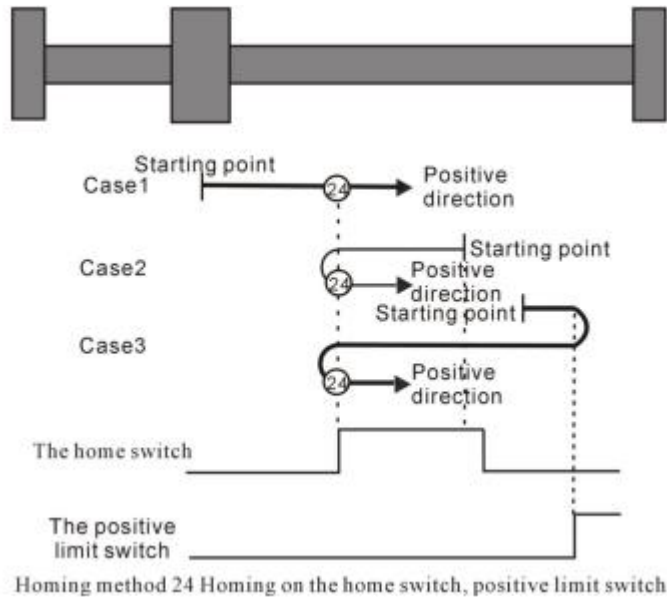 Starting point
Case1
24
Positive
direction
Case2
Starting point
24
Positive
direction
Starting point
Case3
24
Positive
direction
The home switch
The positive
limit switch
Homing method 24 Homing on the home switch, positive limit switch